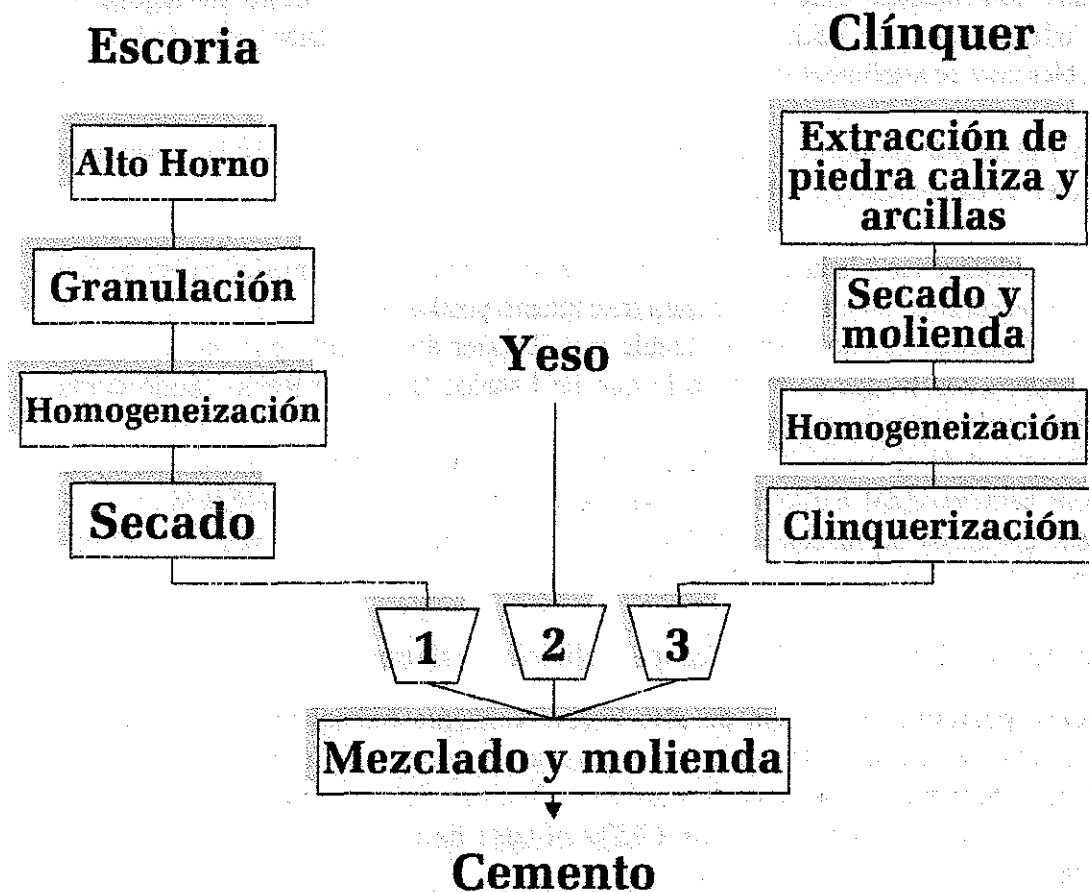 Escoria
Alto Horno
Granulación
Homogeneización
Secado
Yeso
Clínquer
Extracción de
piedra caliza y
arcillas
Secado y
molienda
Homogeneización
Clinquerización
1
2
3
Mezclado y molienda
Cemento